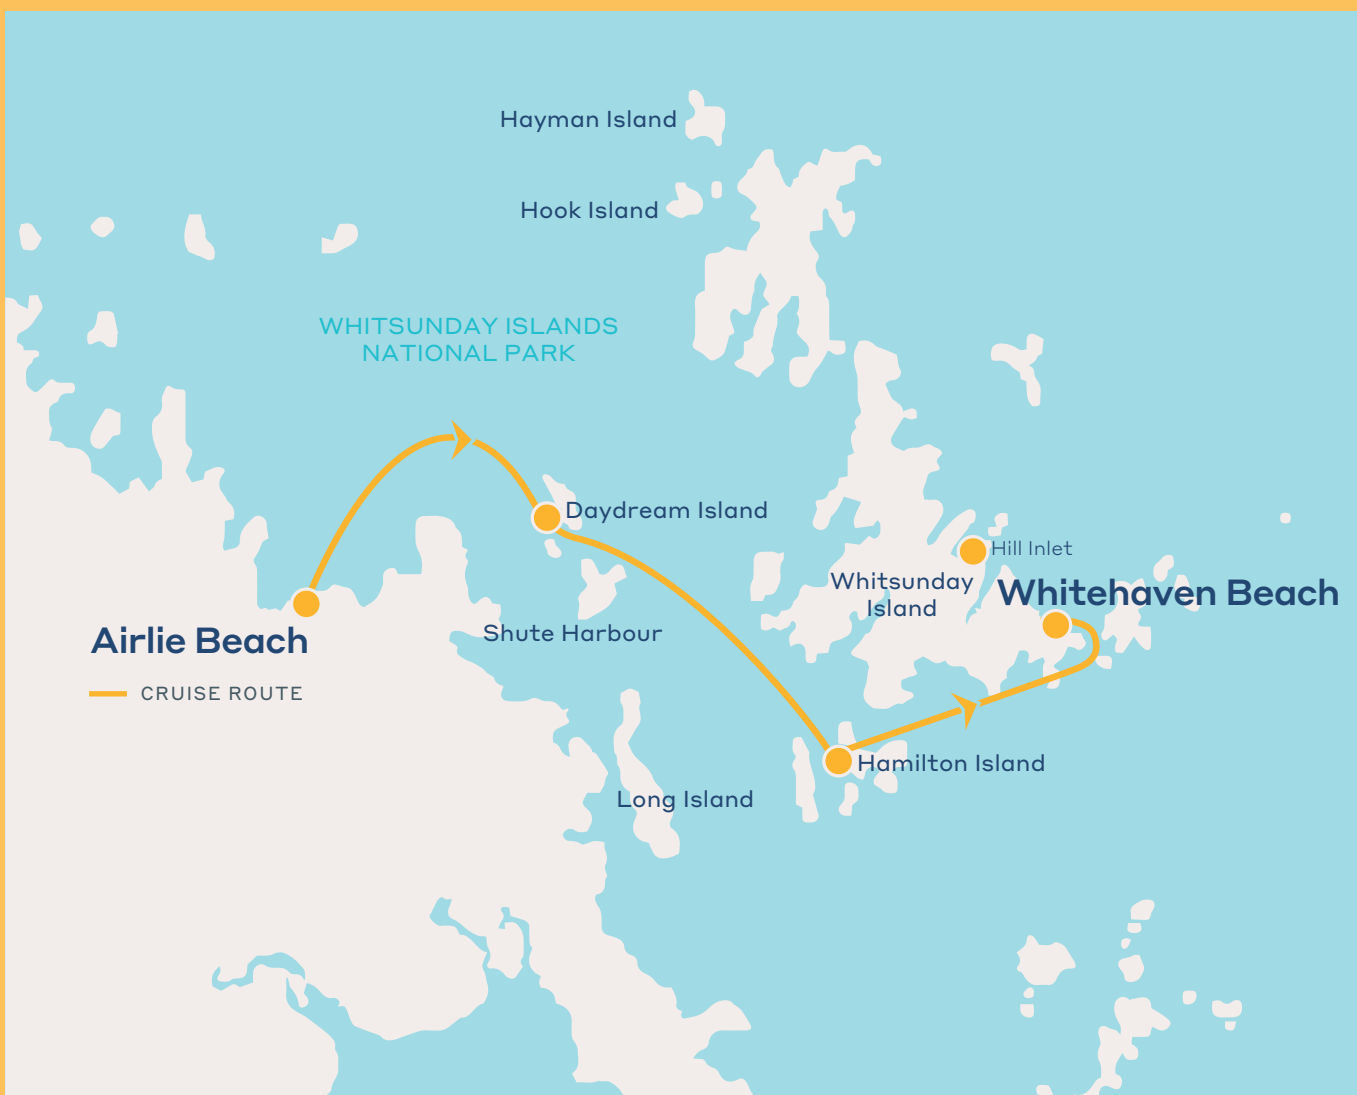 Hayman Island
Hook Island
WHITSUNDAY ISLANDS
NATIONAL PARK
Daydream Island
Hill Inlet
Whitsunday
Island
Whitehaven Beach
Shute Harbour
Airlie Beach
CRUISE ROUTE
Hamilton Island
Long Island